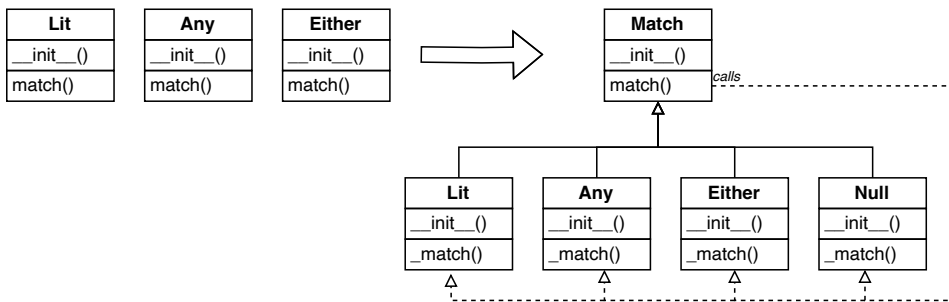 Lit
__init__()
match()
Any
__init__()
match()
Either
__init__()
match()
Match
__init__()
match()
calls
Lit
__init__()
_match()
Any
__init__()
_match()
Either
__init__()
_match()
Null
__init__()
_match()